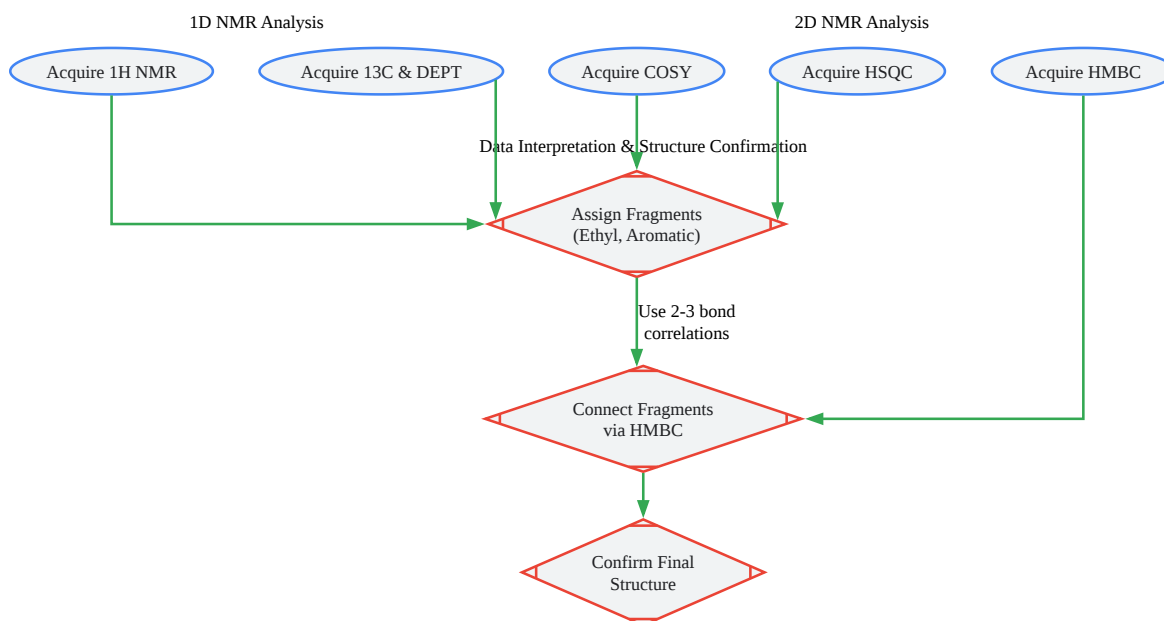 1D NMR Analysis
2D NMR Analysis
Acquire 1H NMR
Acquire 13C & DEPT
Acquire COSY
Acquire HSQC
Acquire HMBC
Data Interpretation & Structure Confirmation
Assign Fragments
(Ethyl, Aromatic)
Use 2-3 bond
correlations
Connect Fragments
via HMBC
Confirm Final
Structure